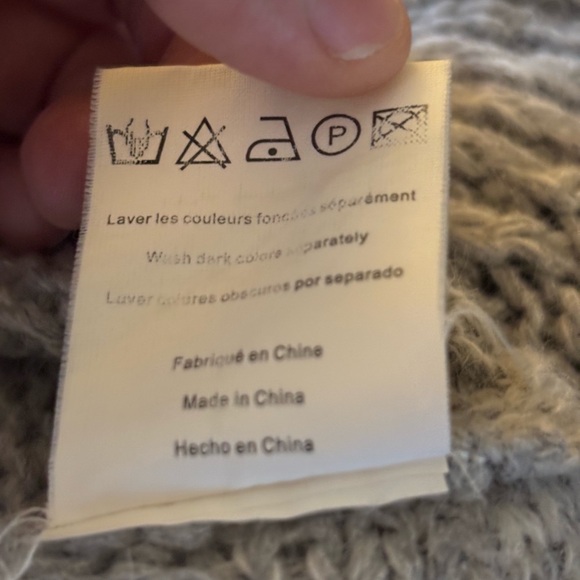 P
Laver les couleurs foncées séparément
Wash dark colors separately
Laver colores obscuros por separado
Fabriqué en Chine
Made in China
Hecho en China